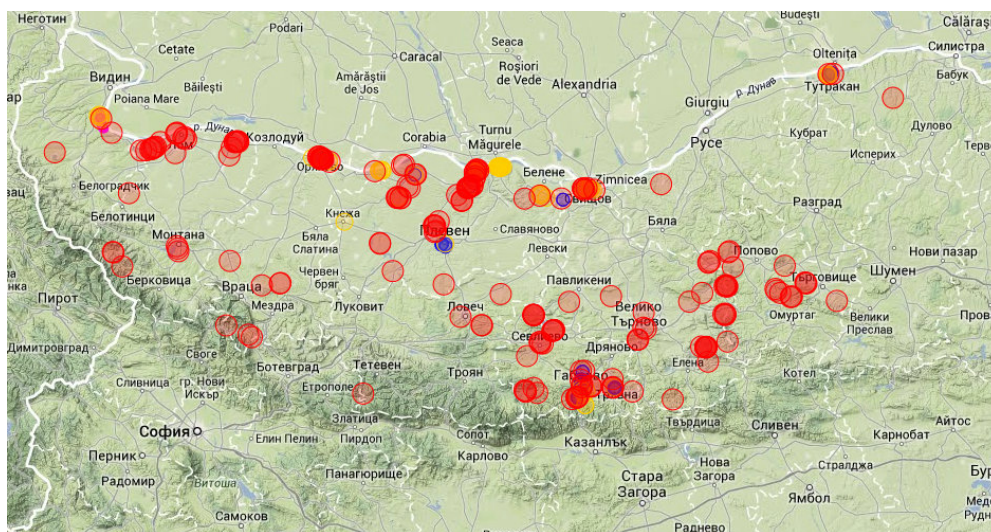 Неготин
Podari
Budești
Călărași
Cetate
Caracal
Seaca
Oltenița
Силистра
Видин
Roșiori
de Vede
Amărăștii
de Jos
Alexandria
Poiana Mare
Băilești
Тутракан
Бабук
р. Дунав
Giurgiu
Козлодуй
Corabia
Turnu
Măgurele
Русе
Кубрат
Дулово
Лом
Исперих
Белене
Zimnicea
Белоградчик
Свищов
Белотинци
Кнежа
Бяла
Разград
Монтана
Бяла
Слатина
Плевен
Славяново
Левски
Попово
Нови пазар
Берковица
Червен
бряг
Павликени
Търговище
Шумен
Пирот
Враца
Мездра
Луковит
Ловеч
Велико
Търново
Омуртаг
Велики
Преслав
Димитровград
Севлиево
Своге
Дряново
Ботевград
Тетевен
Троян
Елена
Котел
Сливница
гр. Нови
Искър
Етрополе
Габрово
Трявна
Златица
Твърдица
София
Елин Пелин
Пирдоп
Сопот
Казанлък
Сливен
Карнобат
Айтос
Перник
Карлово
Нова
Загора
Стралджа
Радомир
Витоша
Панагюрище
Стара
Загора
Ямбол
Самоков
Раднево